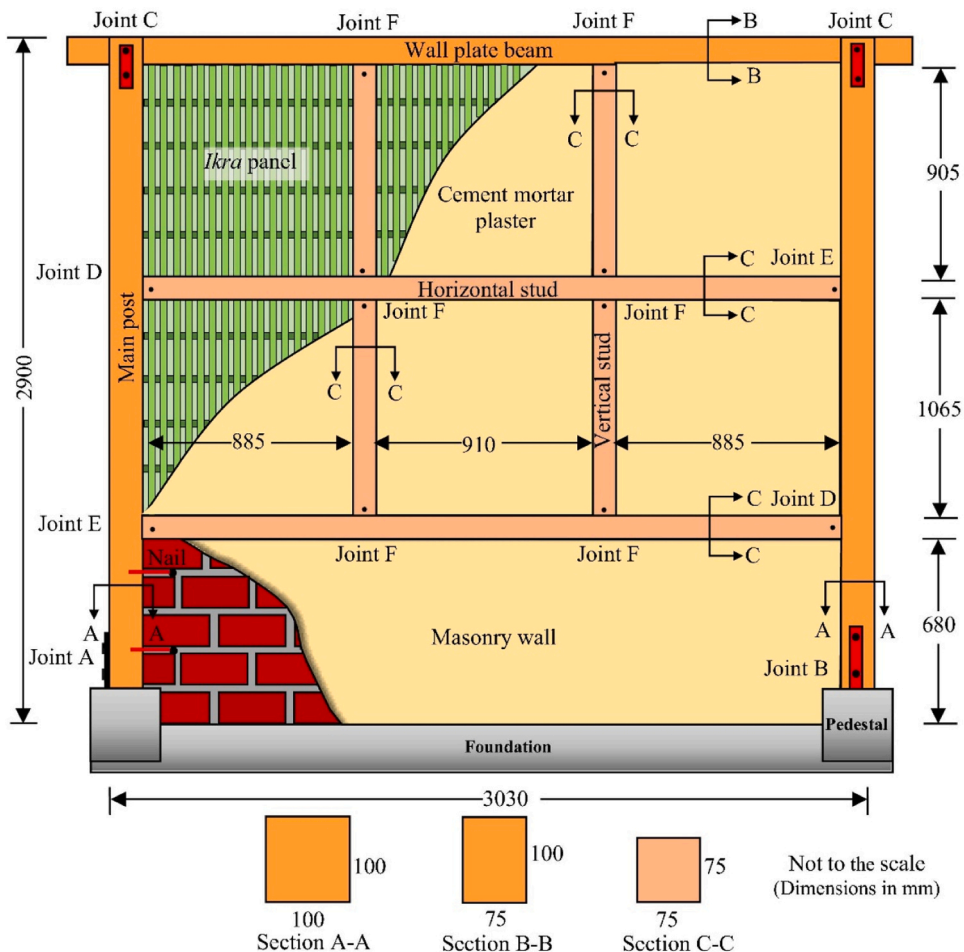 Joint C
Joint F
Joint F
B
Joint C
Wall plate beam
B
C
C
Ikra panel
905
Cement mortar
plaster
Joint D
C
Joint E
Horizontal stud
Joint F
C
Joint F
Main post
2900
C
C
Vertical stud
1065
885
910
885
C
Joint D
Joint E
Joint F
Joint F
C
Nail
A
A
Masonry wall
A
A
680
Joint A
Joint B
Pedestal
Foundation
3030
100
100
75
Not to the scale
(Dimensions in mm)
100
75
75
Section A-A
Section B-B
Section C-C